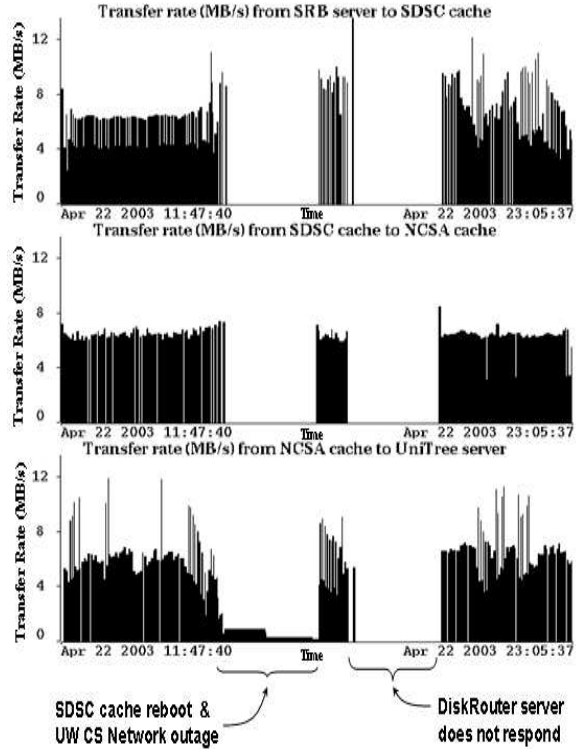 Transfer rate (MB/s) from SRB server to SDSC cache
Transfer Rate (MB/s)
12
8
4
0
Apr 22 2003 11:47:40 Time Apr 22 2003 23:05:37
Transfer rate (MB/s) from SDSC cache to NCSA cache
Transfer Rate (MB/s)
12
8
4
0
Apr 22 2003 11:47:40 Time Apr 22 2003 23:05:37
Transfer rate (MB/s) from NCSA cache to UniTree server
Transfer Rate (MB/s)
12
8
4
0
Apr 22 2003 11:47:40 Time Apr 22 2003 23:05:37
SDSC cache reboot &
UW CS Network outage
DiskRouter server
does not respond